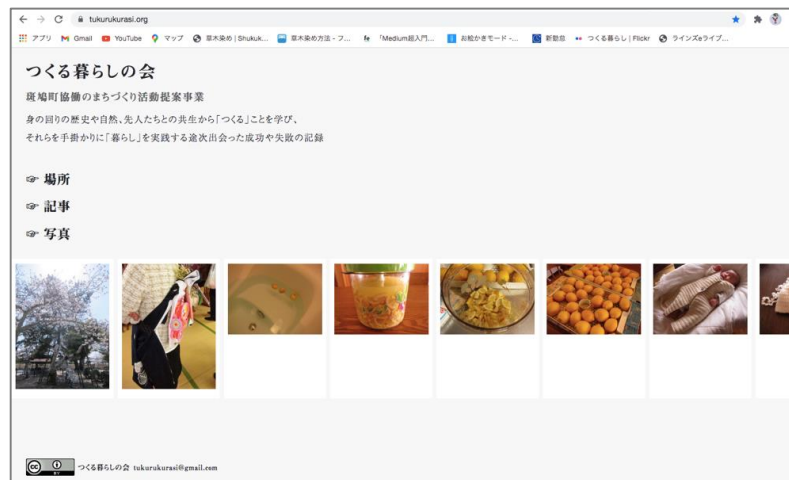 tukurukurasi.org
アプリ Gmail YouTube マップ 草木染め | Shukuk... 草木染め方法 - フ... 「Medium超入門... お絵かきモード - ... 新勤怠 つくる暮らし | Flickr ラインズeライブ...
つくる暮らしの会
斑鳩町協働のまちづくり活動提案事業
身の回りの歴史や自然、先人たちとの共生から「つくる」ことを学び、
それらを手掛かりに「暮らし」を実践する途次出会った成功や失敗の記録
☞ 場所
☞ 記事
☞ 写真
cc つくる暮らしの会 tukurukurasi@gmail.com